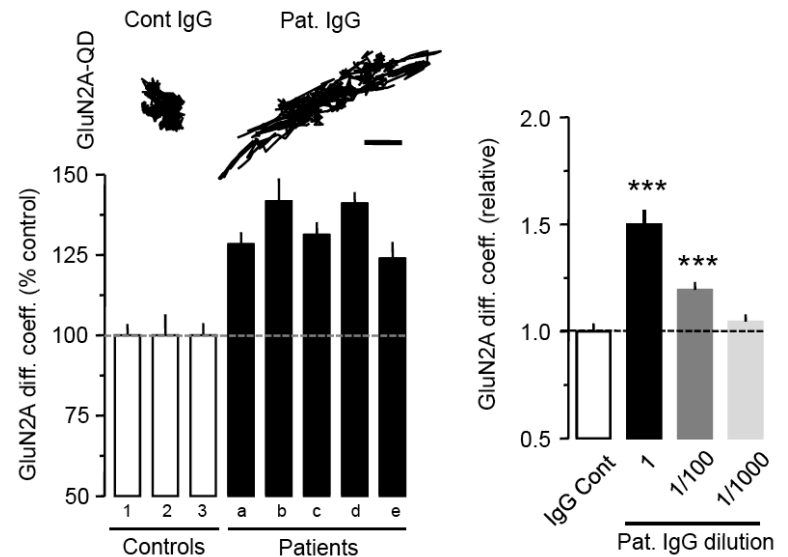 Cont IgG
Pat. IgG
GluN2A-QD
GluN2A diff. coeff. (% control)
150
125
100
75
50
1 2 3 a b c d e
Controls
Patients
GluN2A diff. coeff. (relative)
2.0
1.5
1.0
0.5
***
***
IgG Cont
1
1/100
1/1000
Pat. IgG dilution